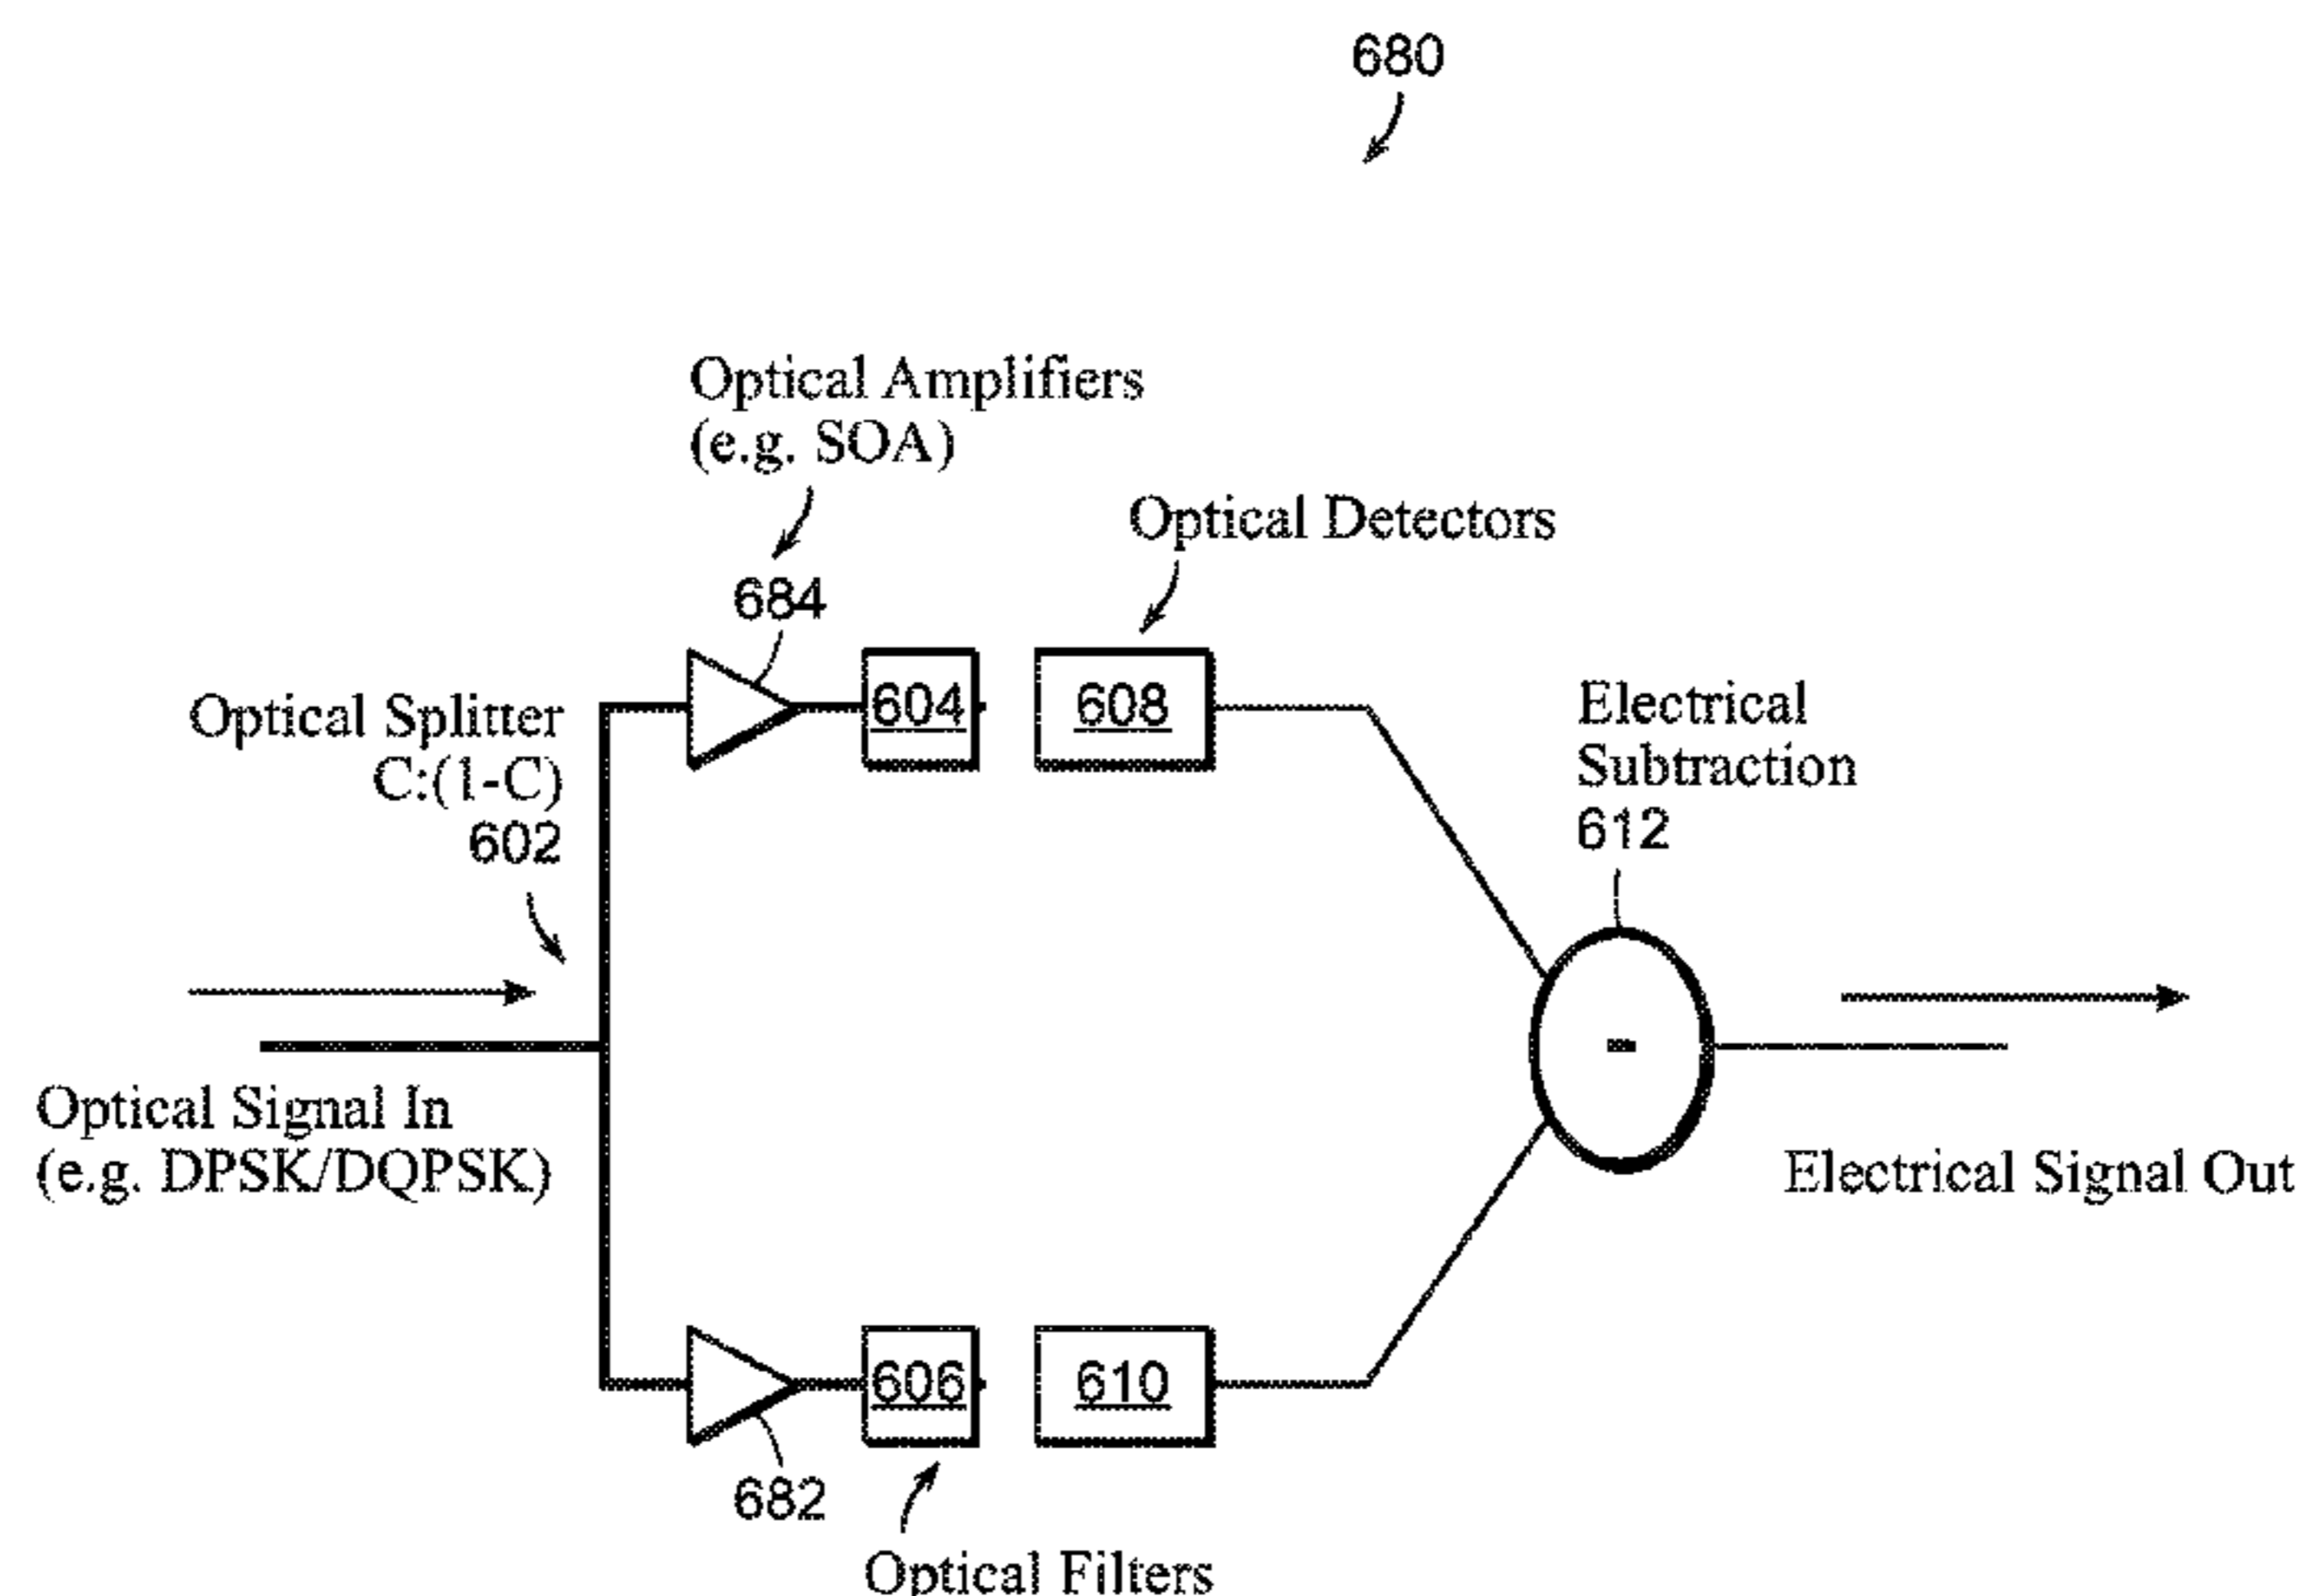 680
Optical Amplifiers
(e.g. SOA)
Optical Detectors
684
604
608
Optical Splitter
C:(1-C)
602
Electrical
Subtraction
612
-
Optical Signal In
(e.g. DPSK/DQPSK)
Electrical Signal Out
606
610
682
Optical Filters